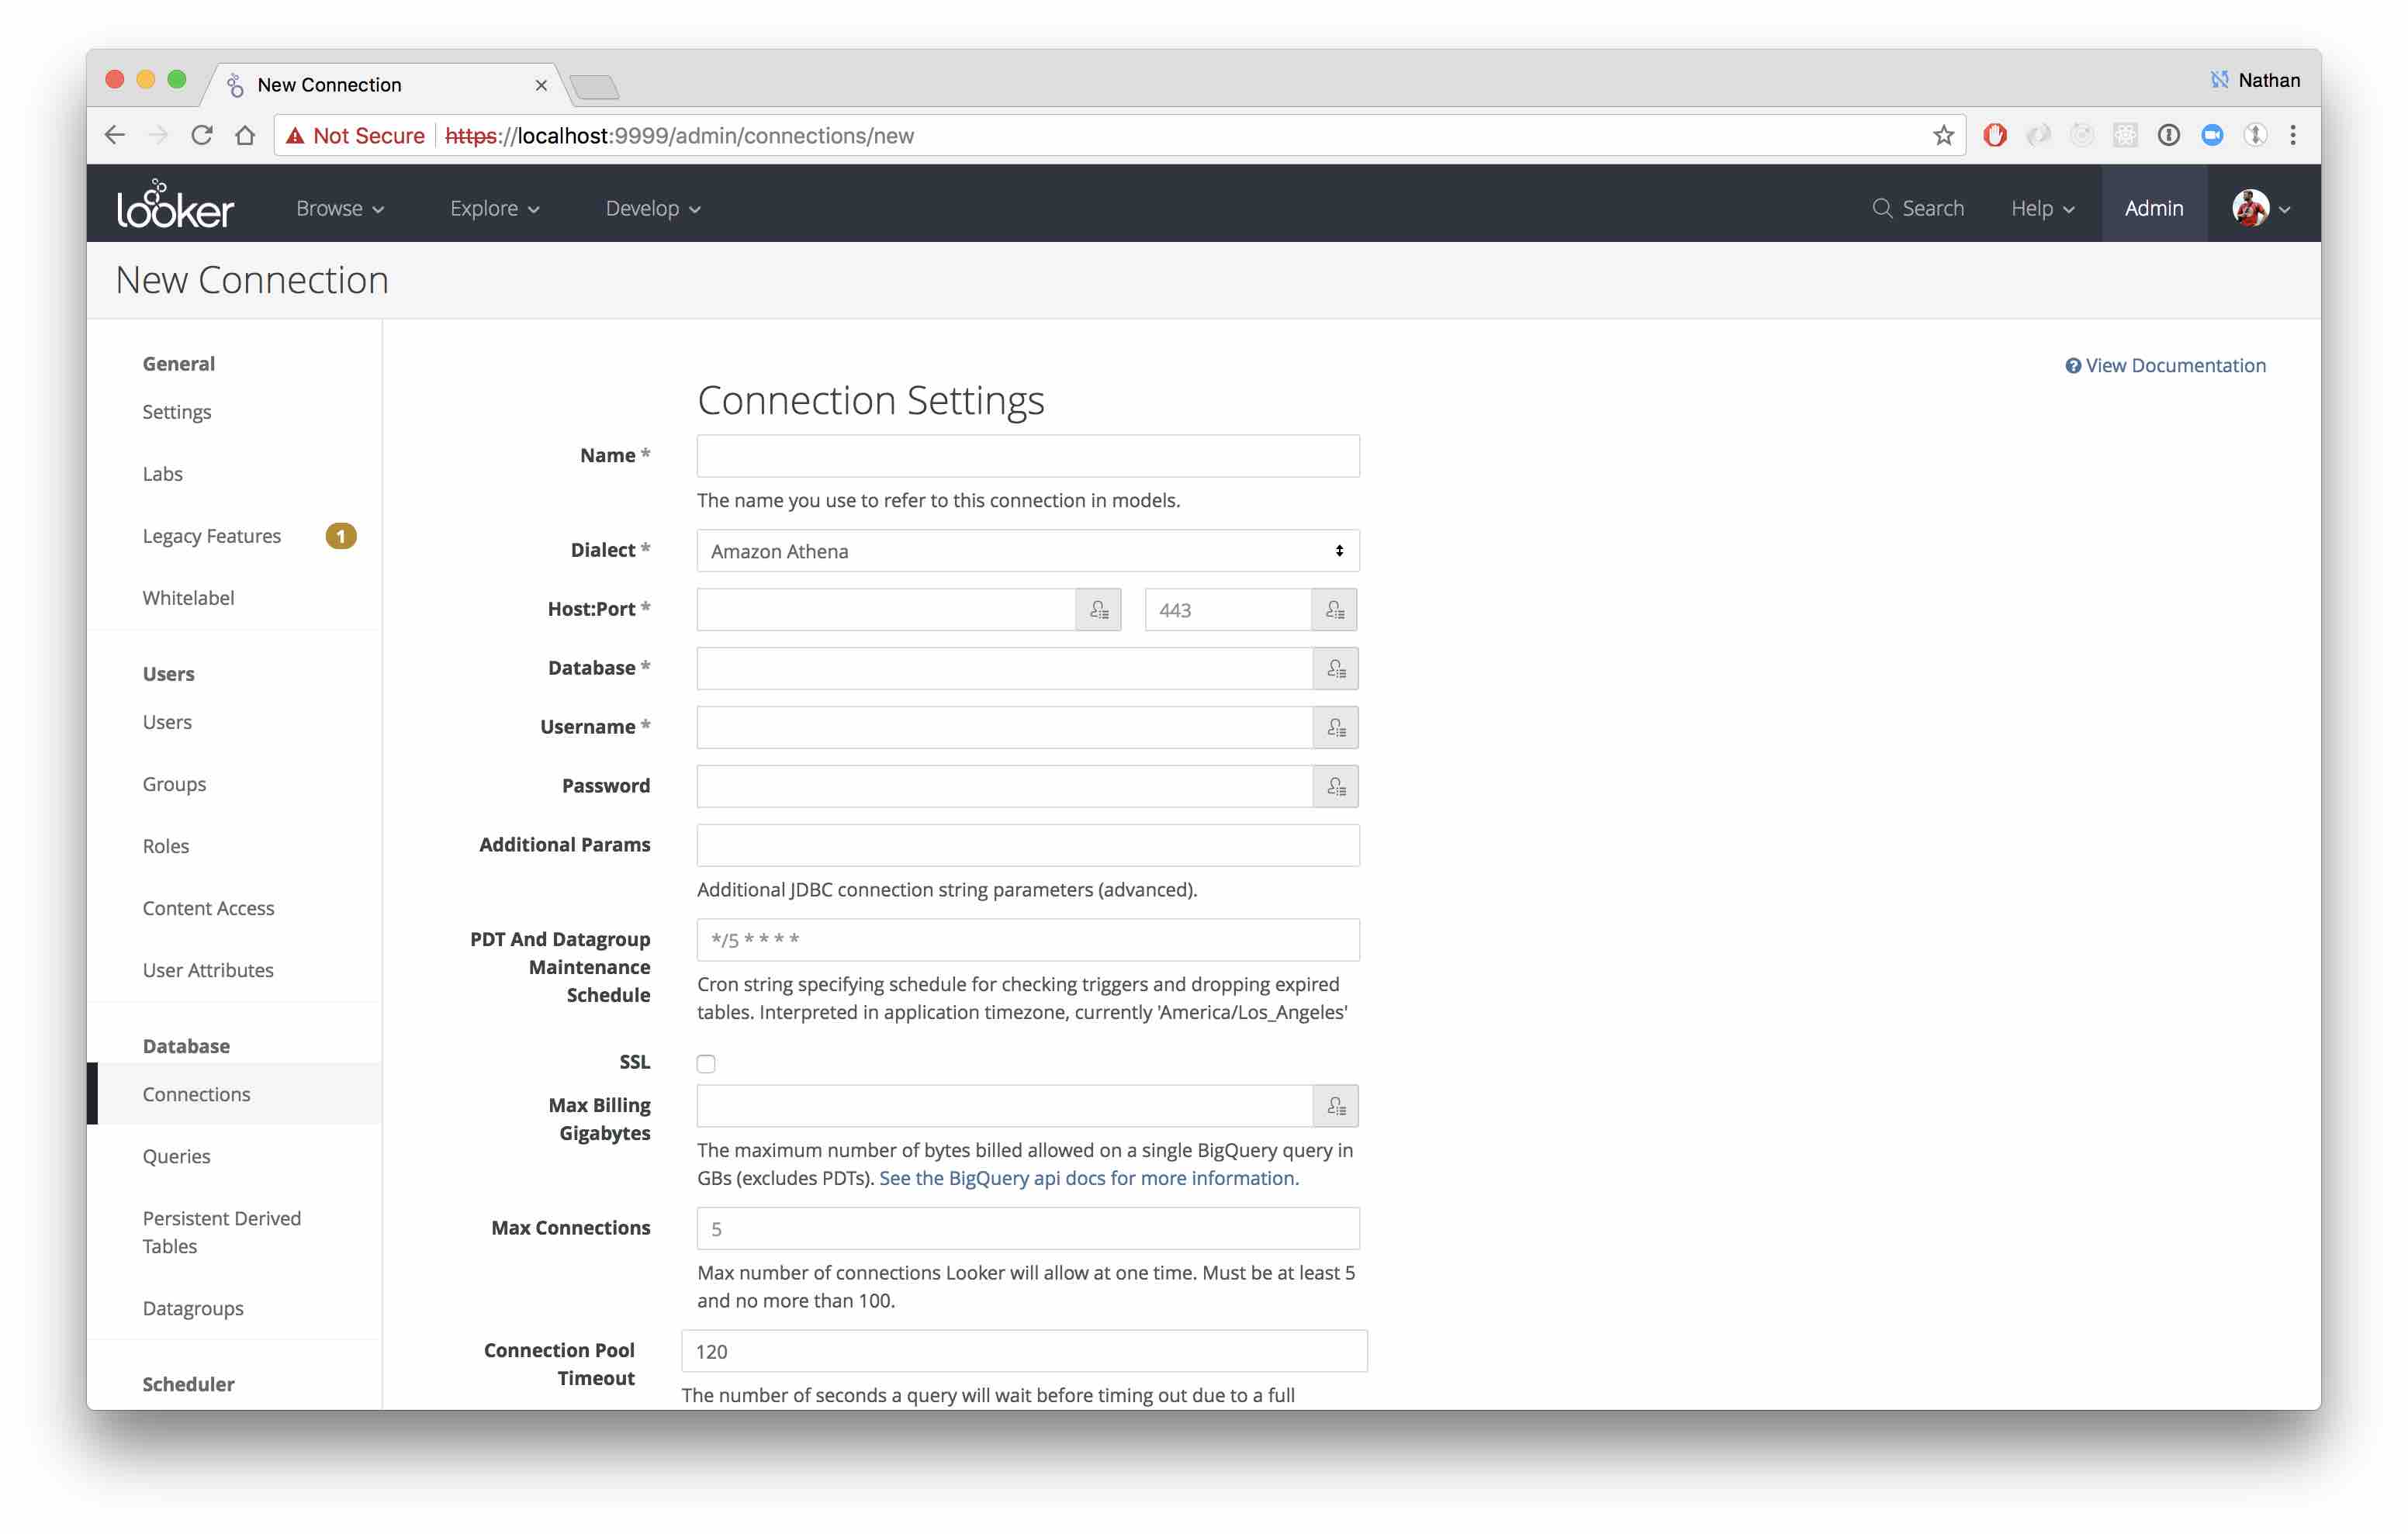 New Connection
Nathan
Not Secure https://localhost:9999/admin/connections/new
looker
Browse
Explore
Develop
Search
Help
Admin
New Connection
General
Settings
Labs
Legacy Features 1
Whitelabel
Users
Users
Groups
Roles
Content Access
User Attributes
Database
Connections
Queries
Persistent Derived
Tables
Datagroups
Scheduler
View Documentation
Connection Settings
Name *
The name you use to refer to this connection in models.
Dialect * Amazon Athena
Host:Port * 443
Database *
Username *
Password
Additional Params
Additional JDBC connection string parameters (advanced).
PDT And Datagroup
Maintenance
Schedule
*/5 * * * *
Cron string specifying schedule for checking triggers and dropping expired
tables. Interpreted in application timezone, currently 'America/Los_Angeles'
SSL
Max Billing
Gigabytes
The maximum number of bytes billed allowed on a single BigQuery query in
GBs (excludes PDTs). See the BigQuery api docs for more information.
Max Connections 5
Max number of connections Looker will allow at one time. Must be at least 5
and no more than 100.
Connection Pool
Timeout
120
The number of seconds a query will wait before timing out due to a full